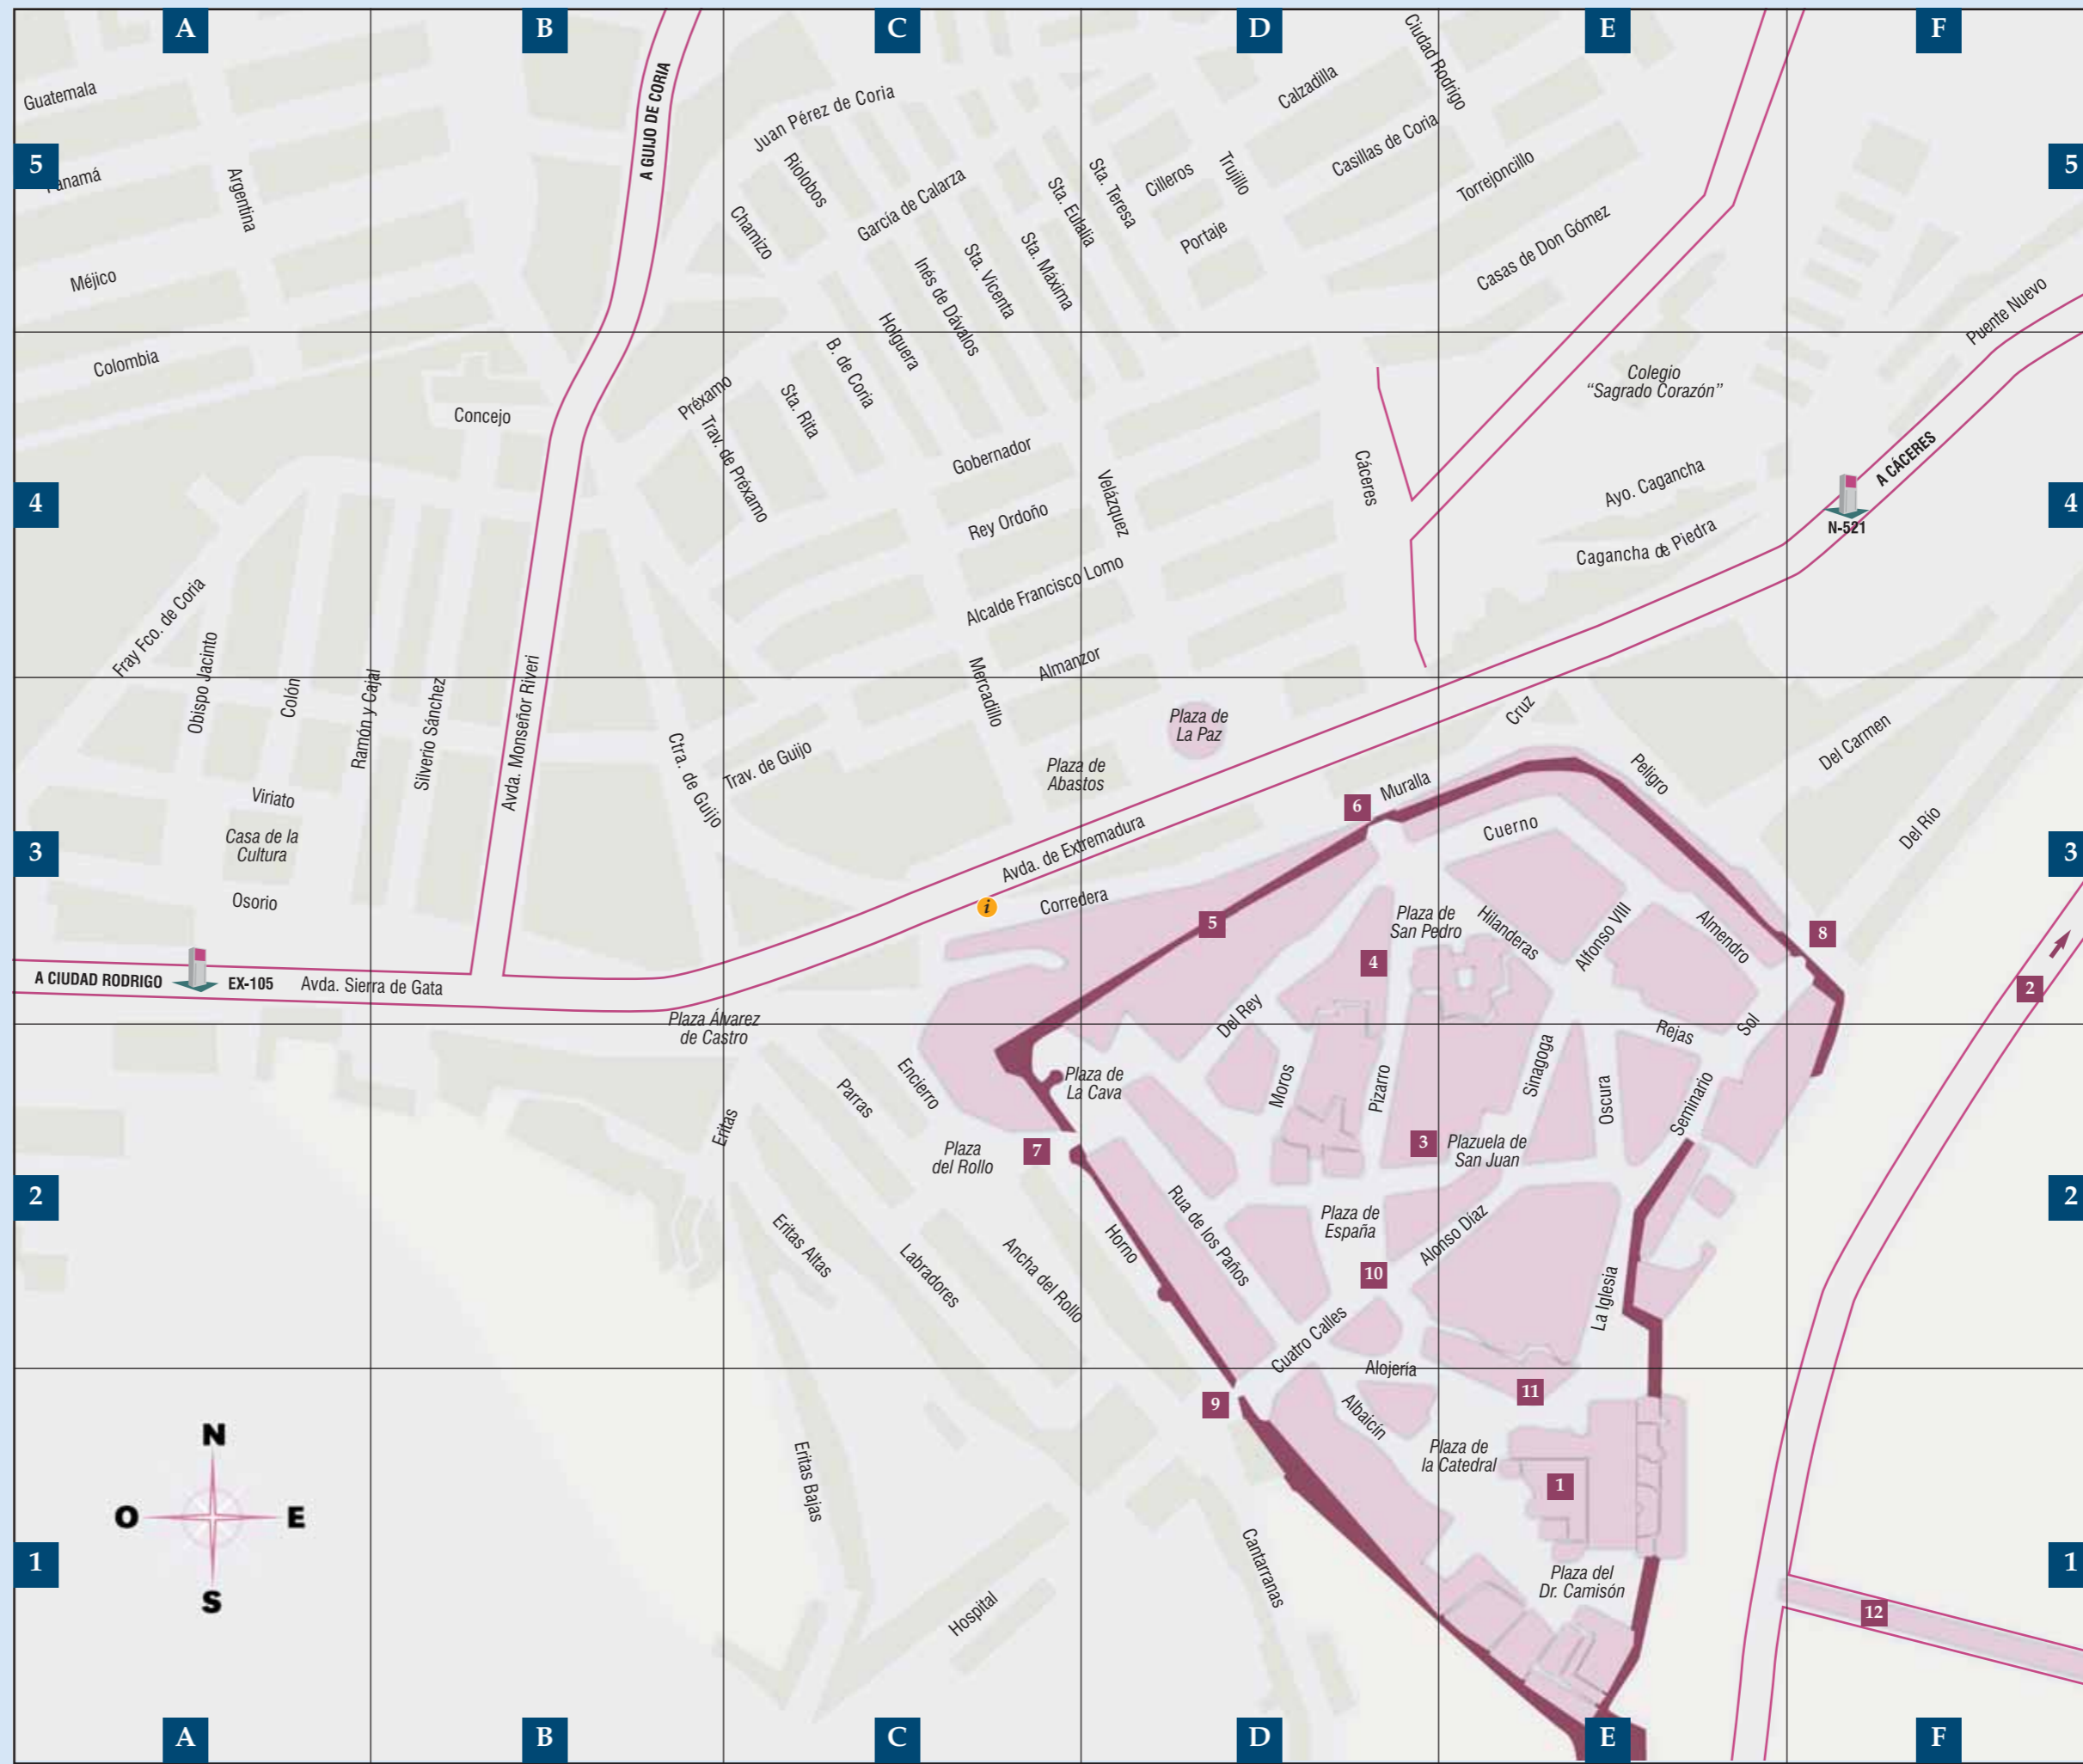 A
B
C
D
E
F
5
5
Guatemala
Panamá
Argentina
Méjico
A GUIJO DE CORIA
Juan Pérez de Coria
Riolobos
Chamizo
García de Calarza
Inés de Dávalos
Sta. Vicenta
Sta. Máxima
Sta. Eulalia
Sta. Teresa
Cilleros
Trujillo
Portaje
Calzadilla
Ciudad Rodrigo
Casillas de Coria
Torrejoncillo
Casas de Don Gómez
Puente Nuevo
4
4
Colombia
Concejo
Préxamo
Trav. de Préxamo
Sta. Rita
B. de Coria
Holguera
Gobernador
Rey Ordoño
Velázquez
Alcalde Francisco Lomo
Almanzor
Mercadillo
Cáceres
Colegio
“Sagrado Corazón”
Ayo. Cagancha
Cagancha de Piedra
A CÁCERES
N-521
Fray Fco. de Coria
Obispo Jacinto
Colón
Ramón y Cajal
Silverio Sánchez
Avda. Monseñor Riveri
3
3
Viriato
Casa de la
Cultura
Osorio
Ctra. de Guijo
Trav. de Guijo
Plaza de
Abastos
Plaza de
La Paz
Avda. de Extremadura
i
Corredera
6
Muralla
Cruz
Peligro
Del Carmen
Del Río
Cuerno
5
Plaza de
San Pedro
Hilanderas
Alfonso VIII
Almendro
8
4
2
A CIUDAD RODRIGO
EX-105
Avda. Sierra de Gata
Plaza Álvarez
de Castro
Del Rey
Rejas
Sol
2
2
Eritas
Parras
Encierro
Plaza de
La Cava
Moros
Pizarro
Sinagoga
Oscura
Seminario
Plaza
del Rollo
7
3
Plazuela de
San Juan
Eritas Altas
Labradores
Ancha del Rollo
Horno
Rua de los Paños
Plaza de
España
Alonso Díaz
10
La Iglesia
Cuatro Calles
Alojería
11
9
Albaicín
Plaza de
la Catedral
1
Eritas Bajas
Cantarranas
Hospital
Plaza del
Dr. Camisón
12
N
O
E
S
1
1
A
B
C
D
E
F